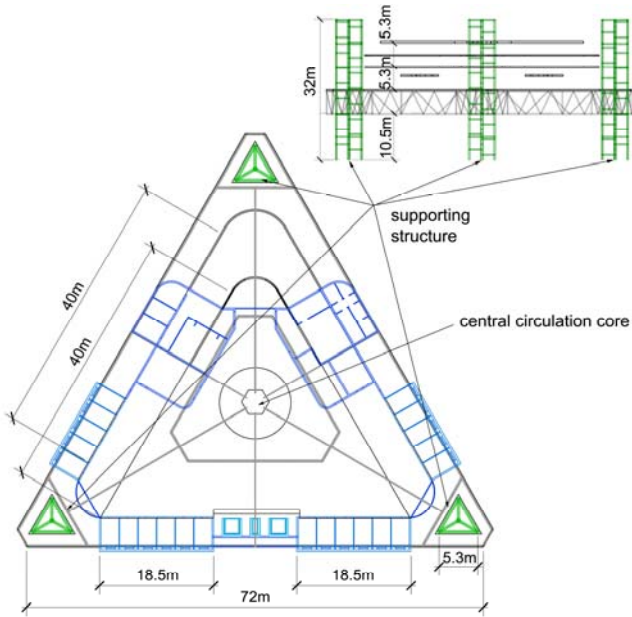 5.3m
5.3m
32m
10.5m
supporting
structure
central circulation core
40m
40m
18.5m
18.5m
5.3m
72m